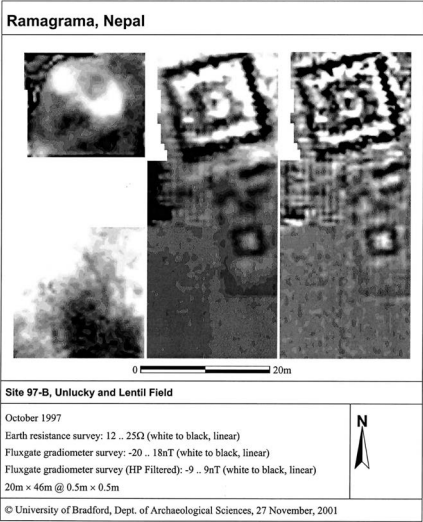 Ramagrama, Nepal
0 20m
Site 97-B, Unlucky and Lentil Field
October 1997
Earth resistance survey: 12 .. 25Ω (white to black, linear)
Fluxgate gradiometer survey: -20 .. 18nT (white to black, linear)
Fluxgate gradiometer survey (HP Filtered): -9 .. 9nT (white to black, linear)
20m × 46m @ 0.5m × 0.5m
N
© University of Bradford, Dept. of Archaeological Sciences, 27 November, 2001